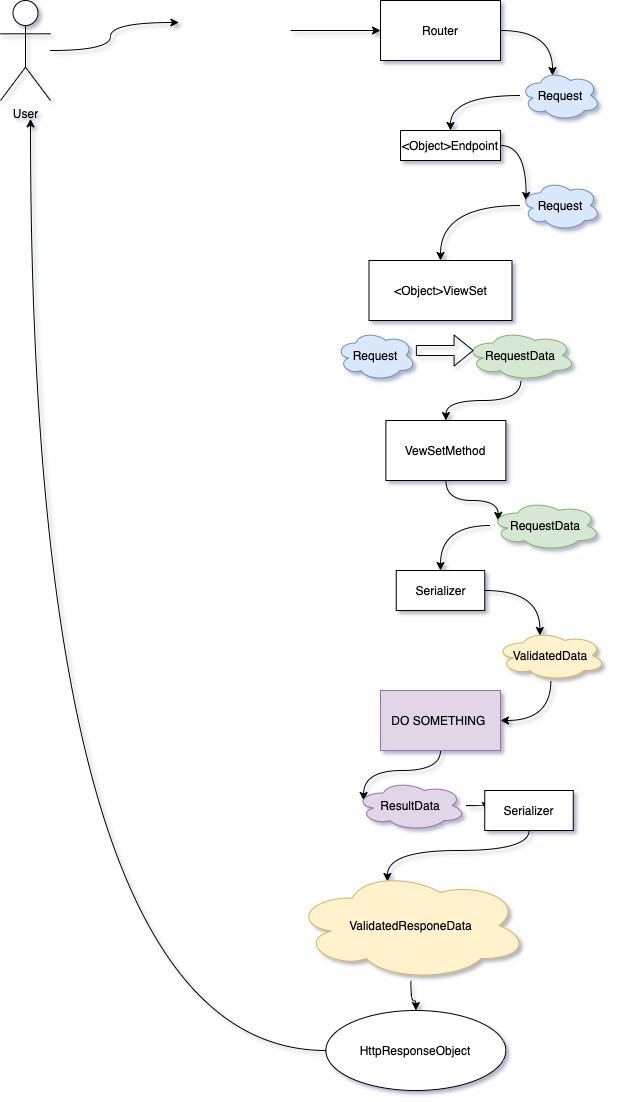 User
Router
Request
<Object>Endpoint
Request
<Object>ViewSet
Request
RequestData
VewSetMethod
RequestData
Serializer
ValidatedData
DO SOMETHING
ResultData
Serializer
ValidatedResponeData
HttpResponseObject